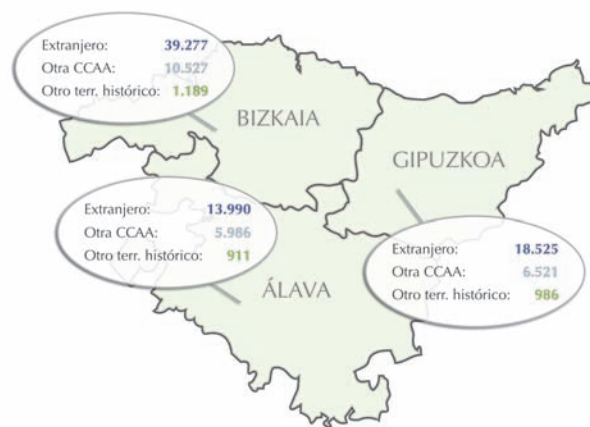 Extranjero: 39.277
Otra CCAA: 10.527
Otro terr. histórico: 1.189
BIZKAIA
GIPUZKOA
Extranjero: 13.990
Otra CCAA: 5.986
Otro terr. histórico: 911
Extranjero: 18.525
Otra CCAA: 6.521
Otro terr. histórico: 986
ÁLAVA